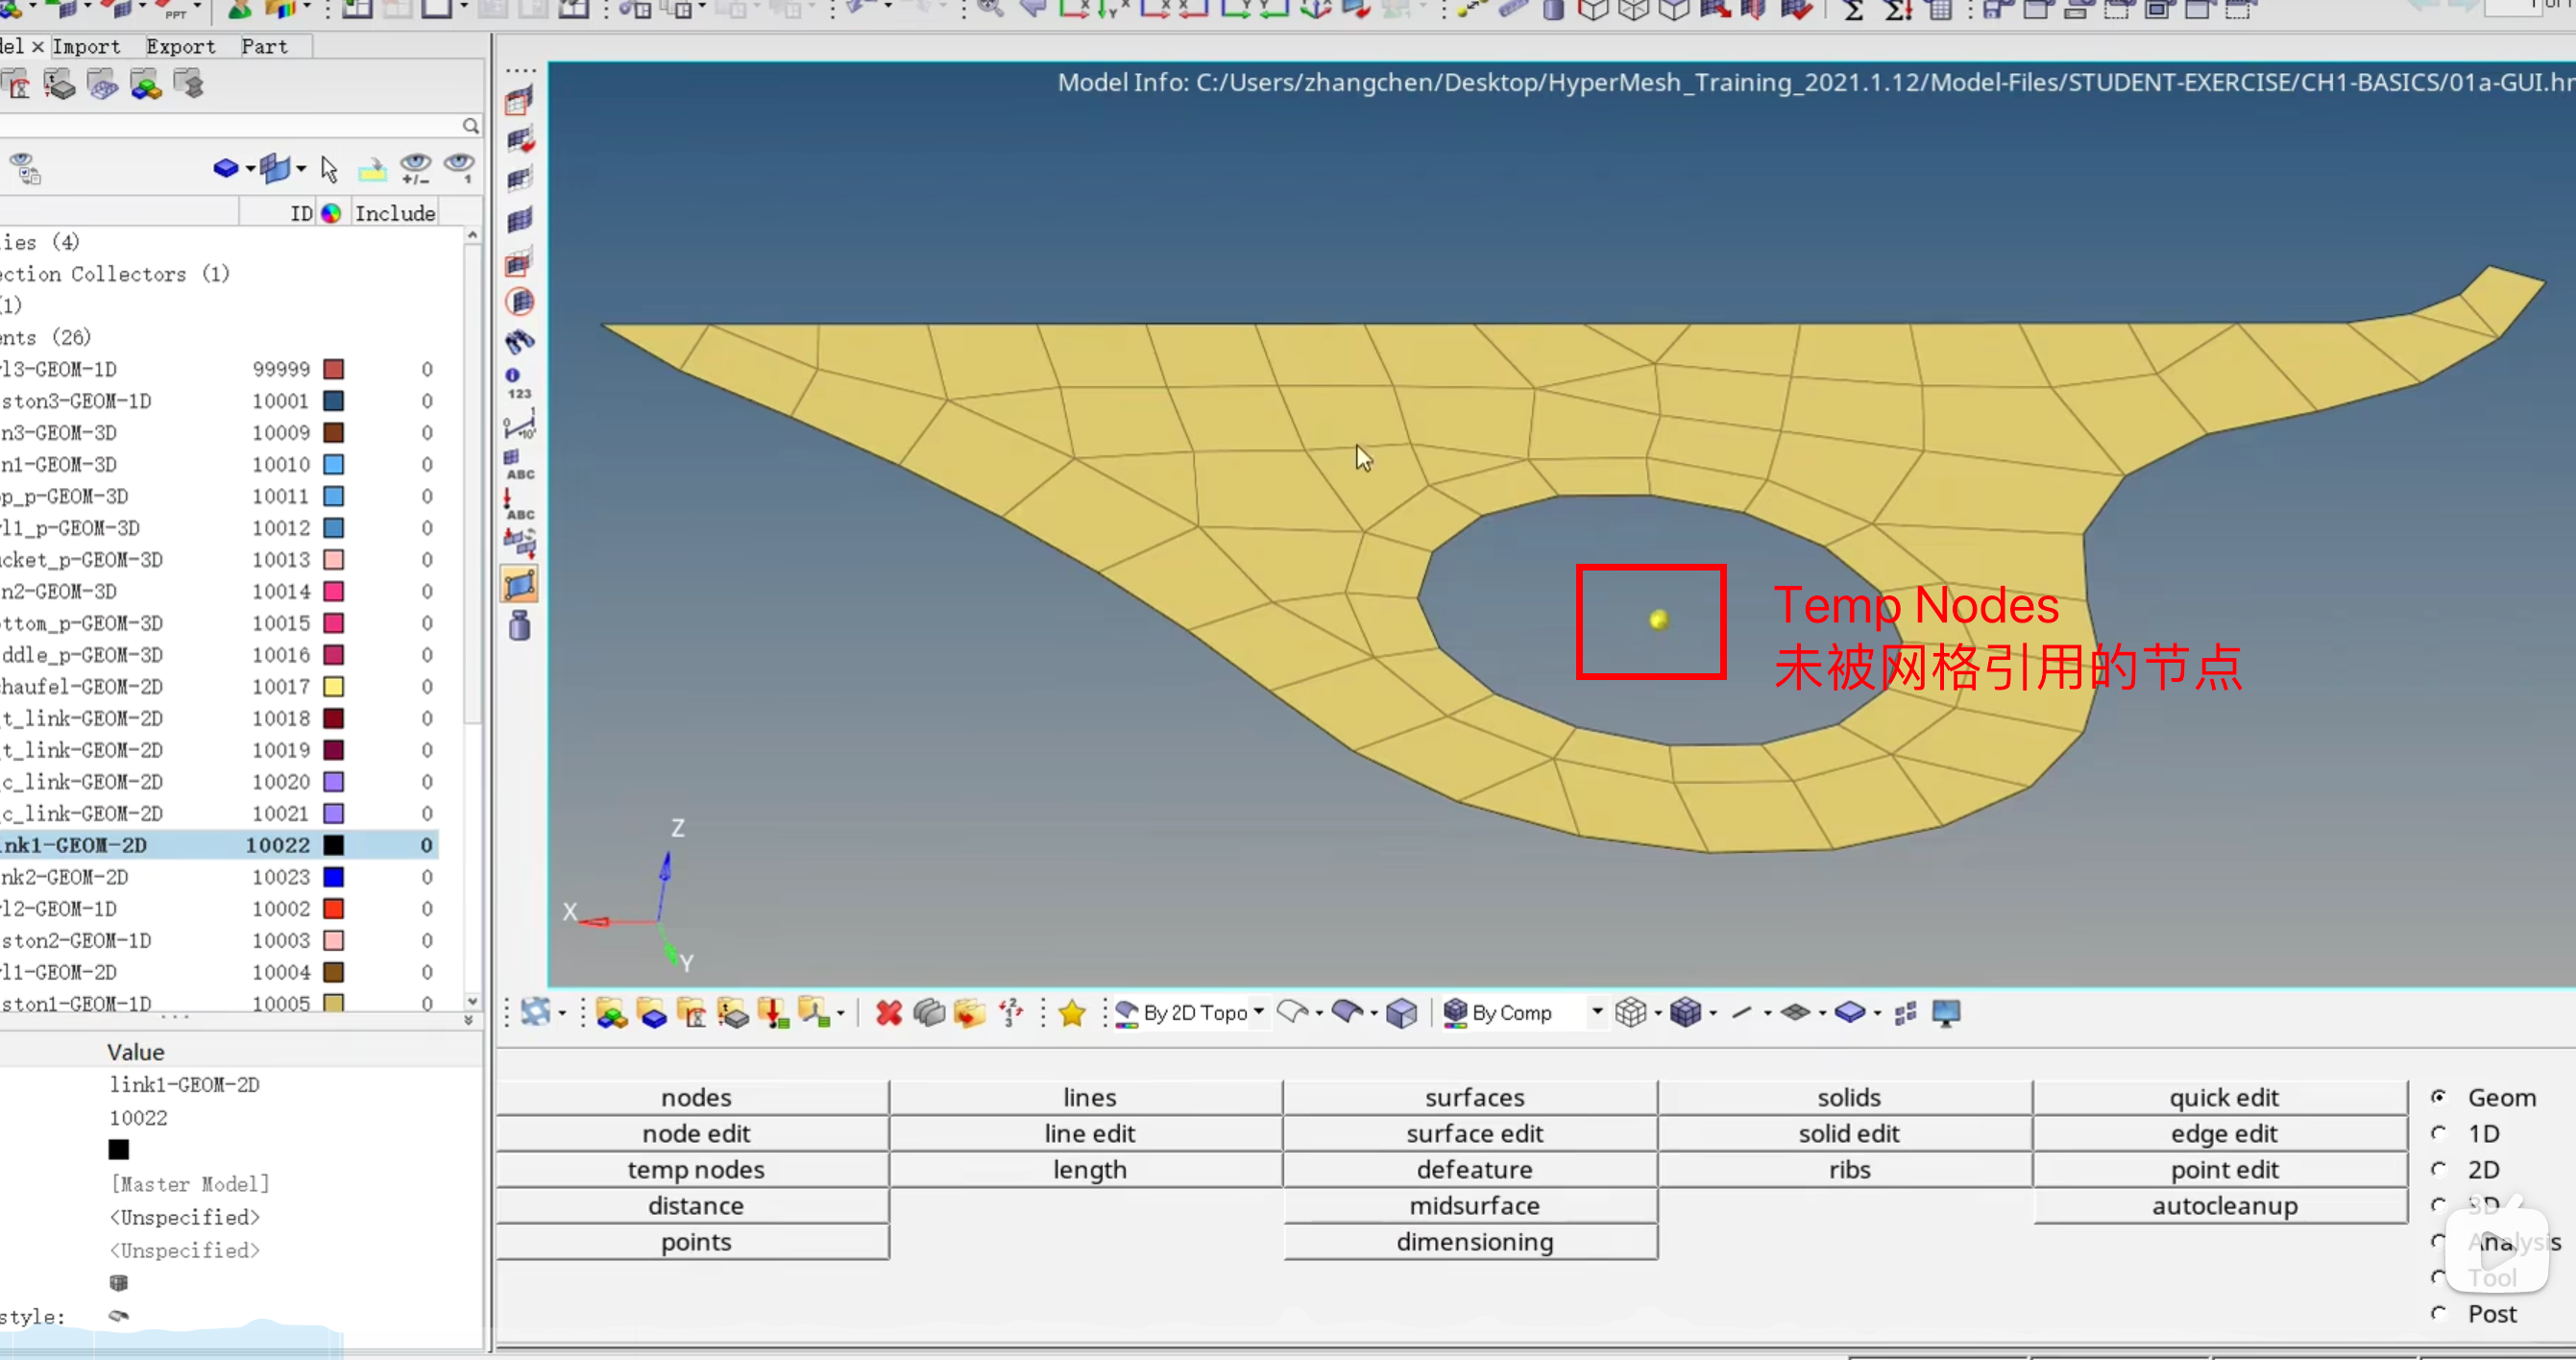 PPT
Import
Export
Part
ID
Include
ies (4)
ction Collectors (1)
(1)
nts (26)
l3-GEOM-1D 99999 0
ston3-GEOM-1D 10001 0
n3-GEOM-3D 10009 0
n1-GEOM-3D 10010 0
p_p-GEOM-3D 10011 0
l1_p-GEOM-3D 10012 0
cket_p-GEOM-3D 10013 0
n2-GEOM-3D 10014 0
ttom_p-GEOM-3D 10015 0
ddle_p-GEOM-3D 10016 0
haufel-GEOM-2D 10017 0
t_link-GEOM-2D 10018 0
t_link-GEOM-2D 10019 0
c_link-GEOM-2D 10020 0
c_link-GEOM-2D 10021 0
nk1-GEOM-2D 10022 0
nk2-GEOM-2D 10023 0
l2-GEOM-1D 10002 0
ston2-GEOM-1D 10003 0
l1-GEOM-2D 10004 0
ston1-GEOM-1D 10005 0
Value
link1-GEOM-2D
10022
[Master Model]
<Unspecified>
<Unspecified>
style:
123
ABC
ABC
Model Info: C:/Users/zhangchen/Desktop/HyperMesh_Training_2021.1.12/Model-Files/STUDENT-EXERCISE/CH1-BASICS/01a-GUI.h
Temp Nodes
未被网格引用的节点
Z
X
Y
By 2D Topo
By Comp
nodes lines surfaces solids quick edit Geom
node edit line edit surface edit solid edit edge edit 1D
temp nodes length defeature ribs point edit 2D
distance midsurface autocleanup 3D
points dimensioning Analysis
Tool
Post